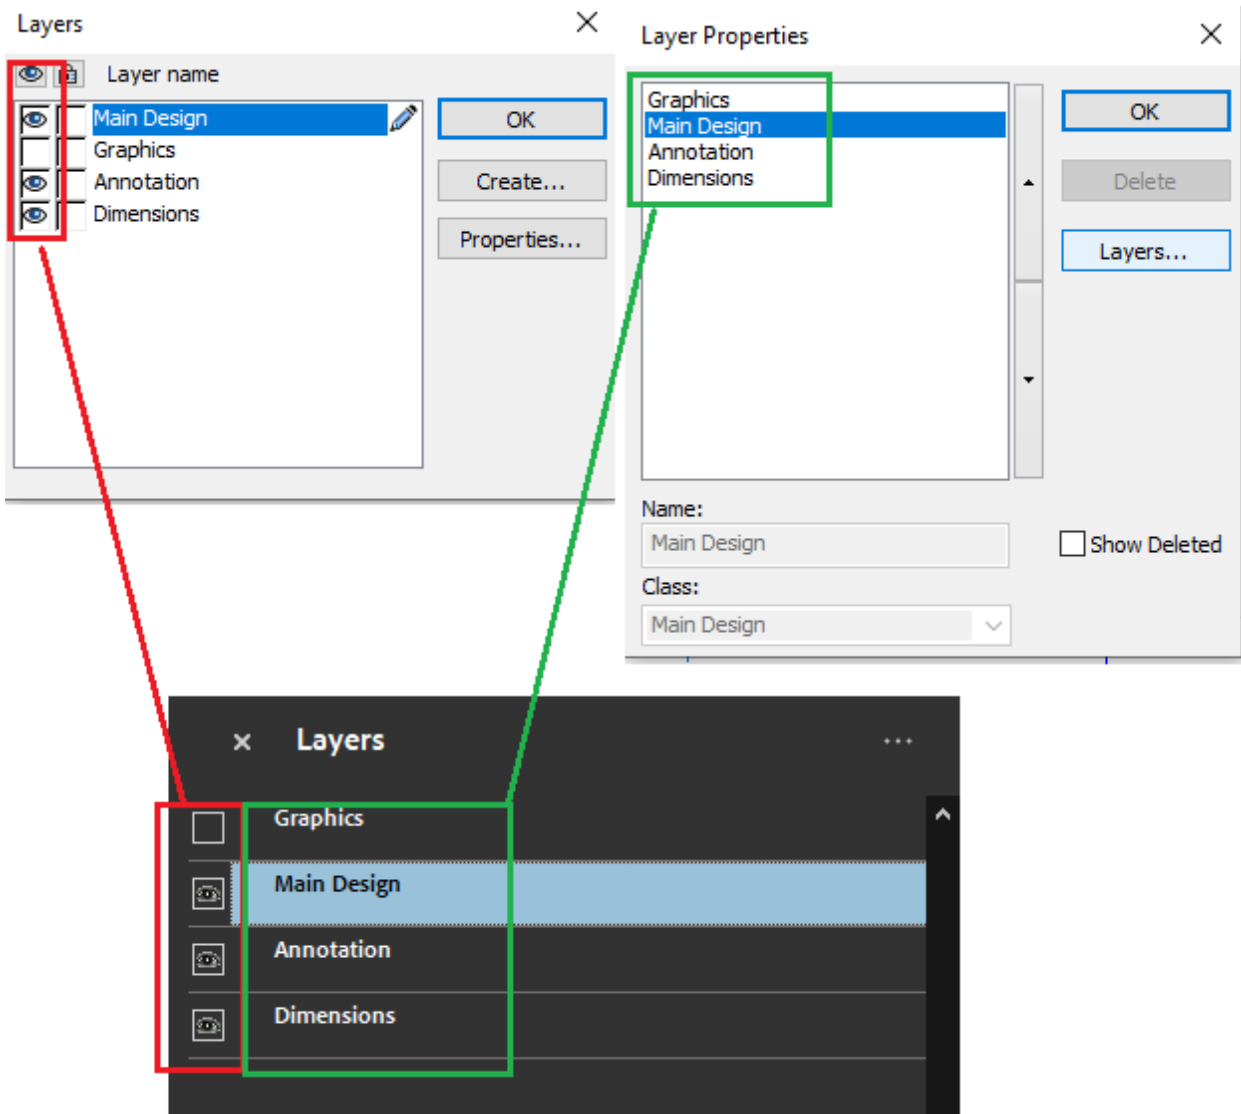 Layers
Layer name
Main Design
Graphics
Annotation
Dimensions
OK
Create...
Properties...
Layer Properties
Graphics
Main Design
Annotation
Dimensions
OK
Delete
Layers...
Name:
Main Design
Show Deleted
Class:
Main Design
Layers
Graphics
Main Design
Annotation
Dimensions